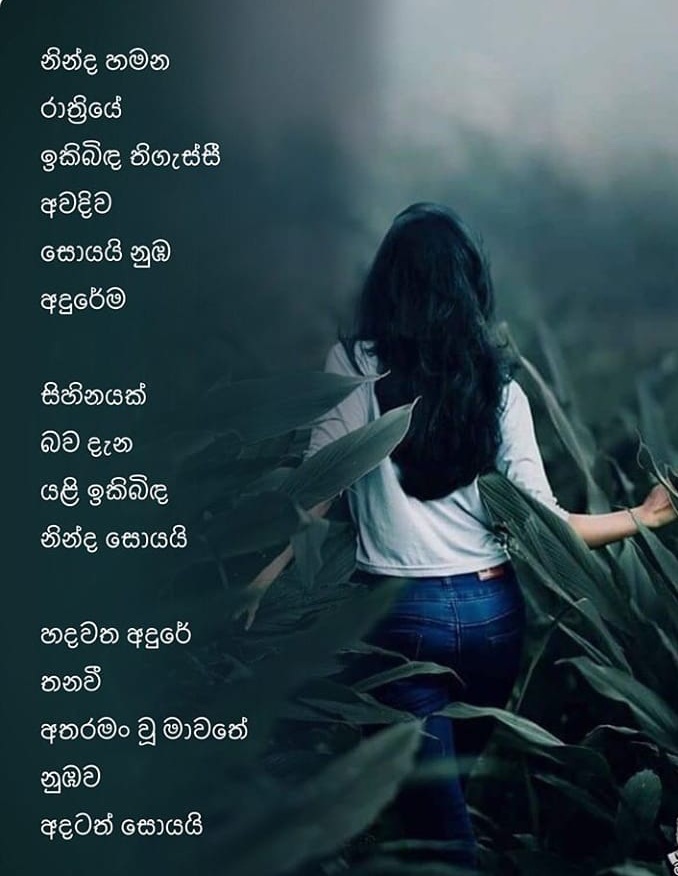 නින්ද හමන
රාත්‍රියේ
ඉකිබිඳ තිගැස්සී
අවදිව
සොයයි නුඹ
අඳුරේම
සිහිනයක්
බව දැන
යළි ඉකිබිඳ
නින්ද සොයයි
හදවත අඳුරේ
තනවී
අතරමං වූ මාවතේ
නුඹව
අදටත් සොයයි